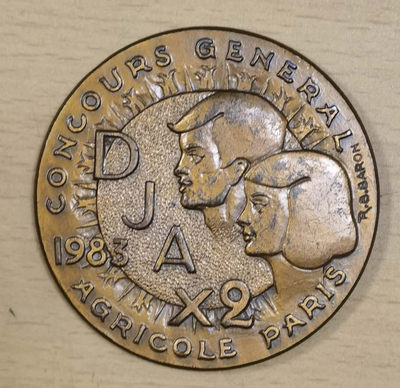 CONCOURS GENERAL
AGRICOLE PARIS
1983
D
J
A
X2
R.B.BARON